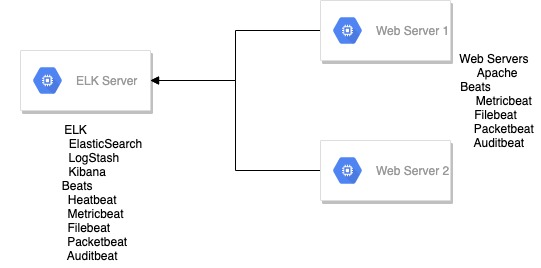 Web Server 1
ELK Server
Web Servers
Apache
Beats
Metricbeat
Filebeat
Packetbeat
Auditbeat
ELK
ElasticSearch
LogStash
Kibana
Beats
Heatbeat
Metricbeat
Filebeat
Packetbeat
Auditbeat
Web Server 2